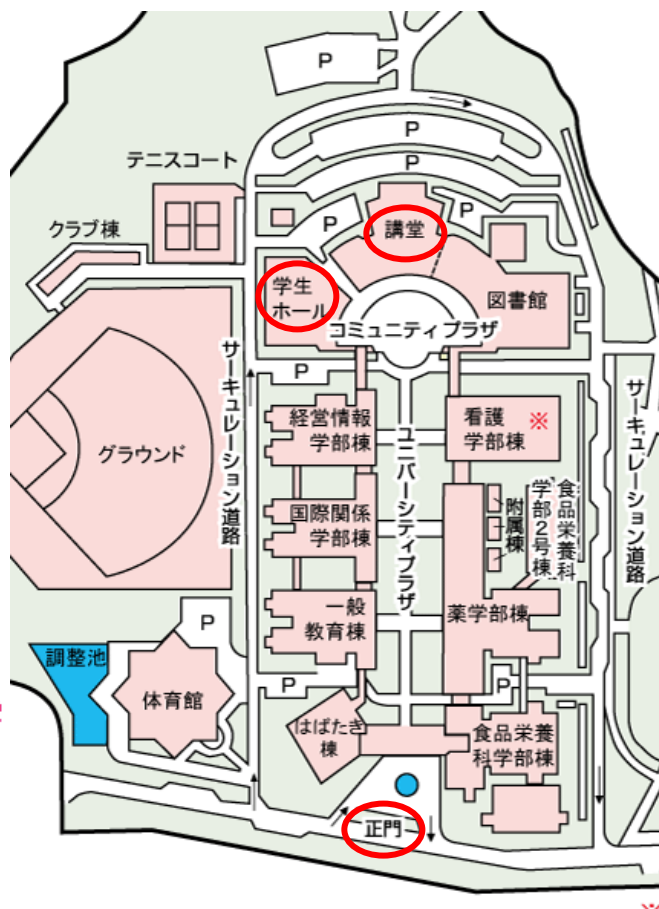 P
P
テニスコート
P
クラブ棟
P
講堂
P
学生
ホール
図書館
コミュニティプラザ
サーキュレーション道路
P
経営情報
学部棟
ユニバーシティプラザ
看護
学部棟
※
サーキュレーション道路
グラウンド
国際関係
学部棟
附属棟
食品栄養科
学部2号棟
一般
教育棟
薬学部棟
P
調整池
体育館
P
P
はばたき
棟
食品栄養
科学部棟
正門